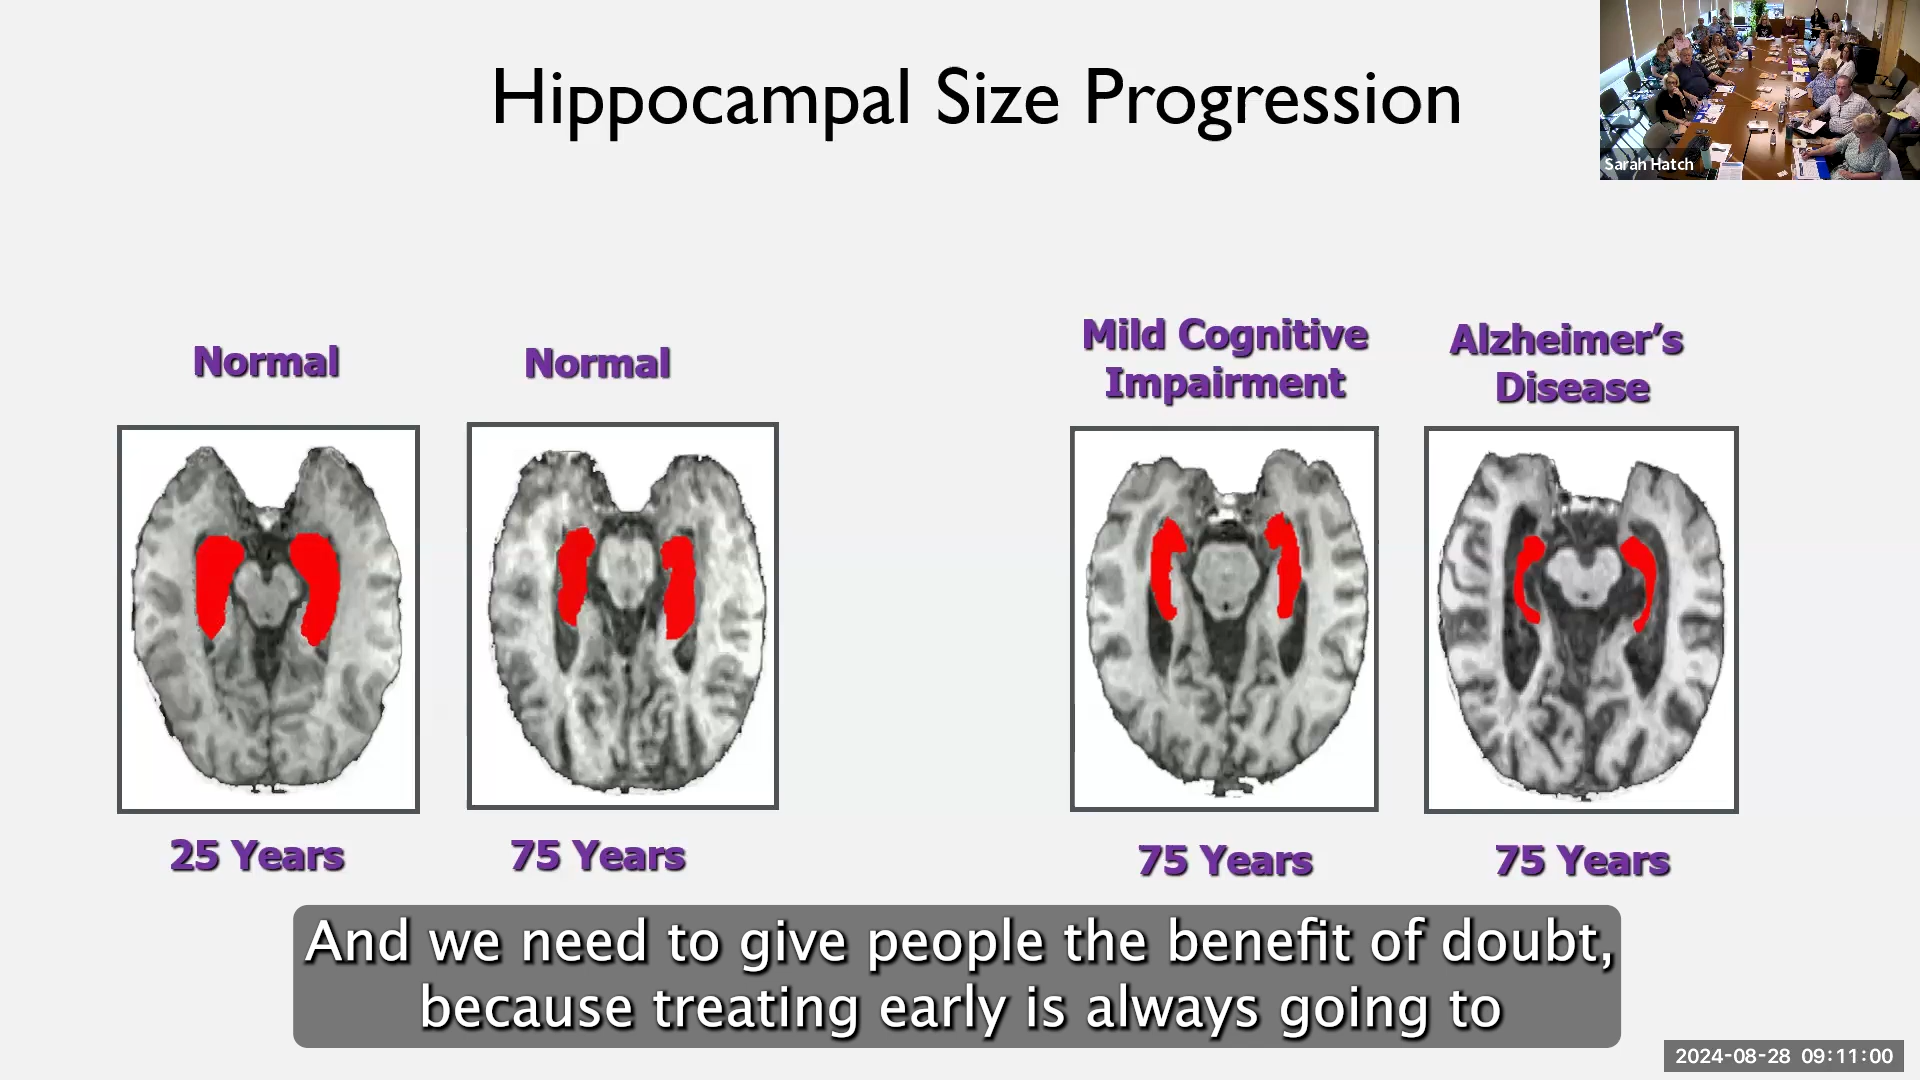 Hippocampal Size Progression
Sarah Hatch
Normal
Normal
Mild Cognitive
Impairment
Alzheimer’s
Disease
25 Years
75 Years
75 Years
75 Years
And we need to give people the benefit of doubt,
because treating early is always going to
2024-08-28 09:11:00